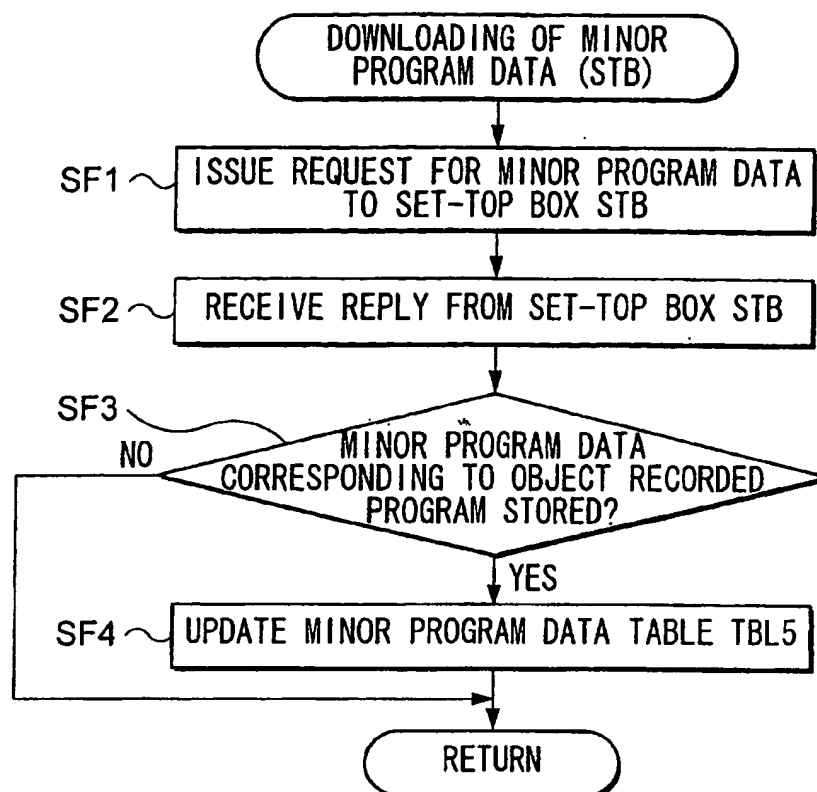 DOWNLOADING OF MINOR
PROGRAM DATA (STB)
SF1
ISSUE REQUEST FOR MINOR PROGRAM DATA
TO SET-TOP BOX STB
SF2
RECEIVE REPLY FROM SET-TOP BOX STB
SF3
NO
MINOR PROGRAM DATA
CORRESPONDING TO OBJECT RECORDED
PROGRAM STORED?
YES
SF4
UPDATE MINOR PROGRAM DATA TABLE TBL5
RETURN